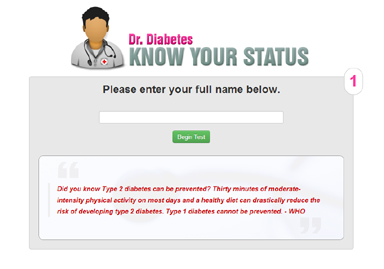 Dr. Diabetes
KNOW YOUR STATUS
1
Please enter your full name below.
Begin Test
Did you know Type 2 diabetes can be prevented? Thirty minutes of moderate-
intensity physical activity on most days and a healthy diet can drastically reduce the
risk of developing type 2 diabetes. Type 1 diabetes cannot be prevented. - WHO